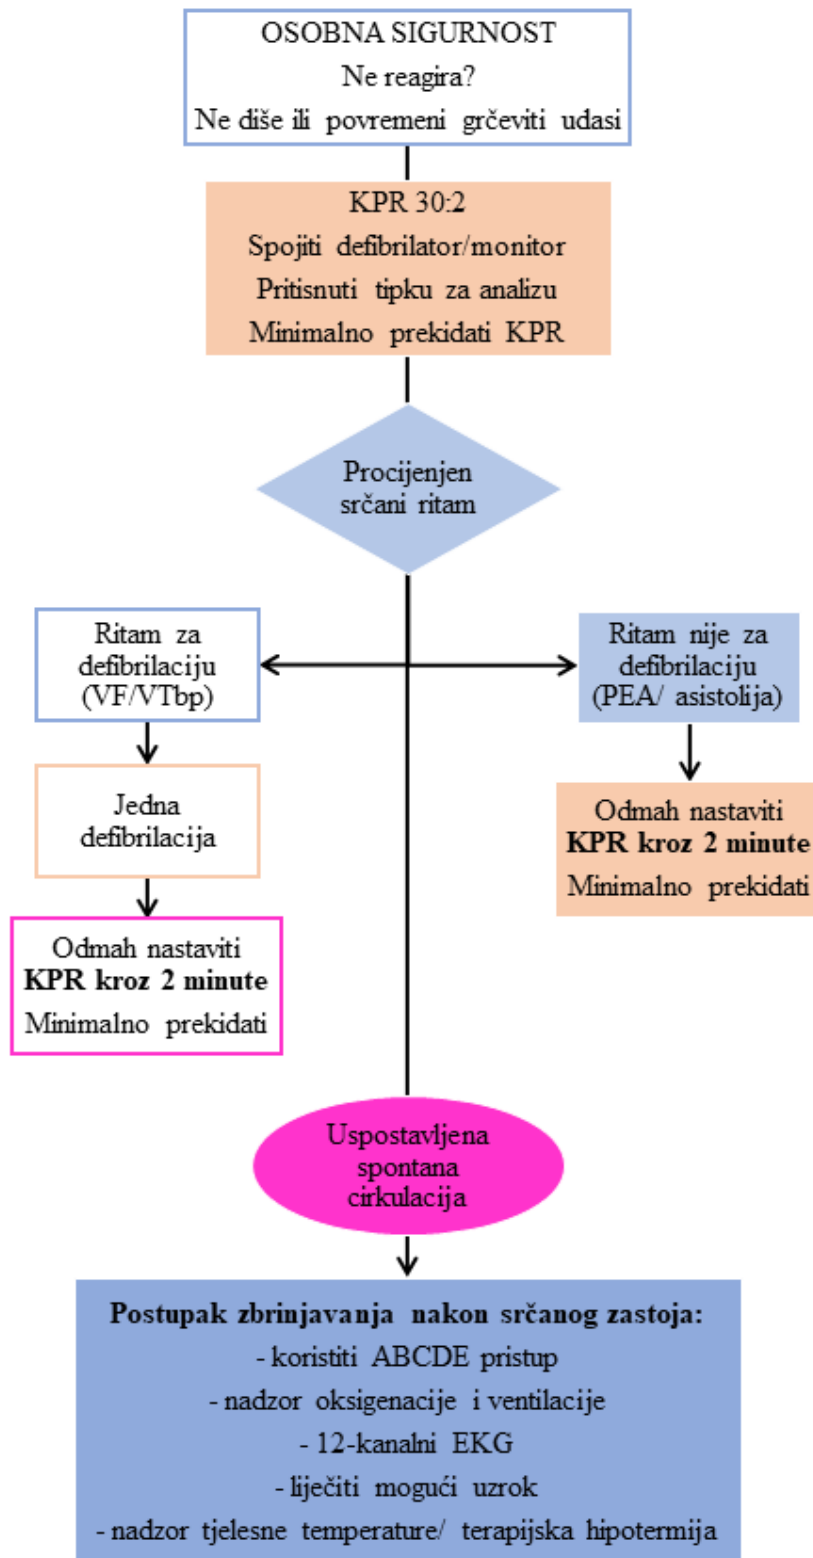 OSOBNA SIGURNOST
Ne reagira?
Ne diše ili povremeni grčeviti udasi
KPR 30:2
Spojiti defibrilator/monitor
Pritisnuti tipku za analizu
Minimalno prekidati KPR
Procijenjen
srčani ritam
Ritam za
defibrilaciju
(VF/VTbp)
Ritam nije za
defibrilaciju
(PEA/ asistolija)
Jedna
defibrilacija
Odmah nastaviti
KPR kroz 2 minute
Minimalno prekidati
Odmah nastaviti
KPR kroz 2 minute
Minimalno prekidati
Uspostavljena
spontana
cirkulacija
Postupak zbrinjavanja nakon srčanog zastoja:
- koristiti ABCDE pristup
- nadzor oksigenacije i ventilacije
- 12-kanalni EKG
- liječiti mogući uzrok
- nadzor tjelesne temperature/ terapijska hipotermija